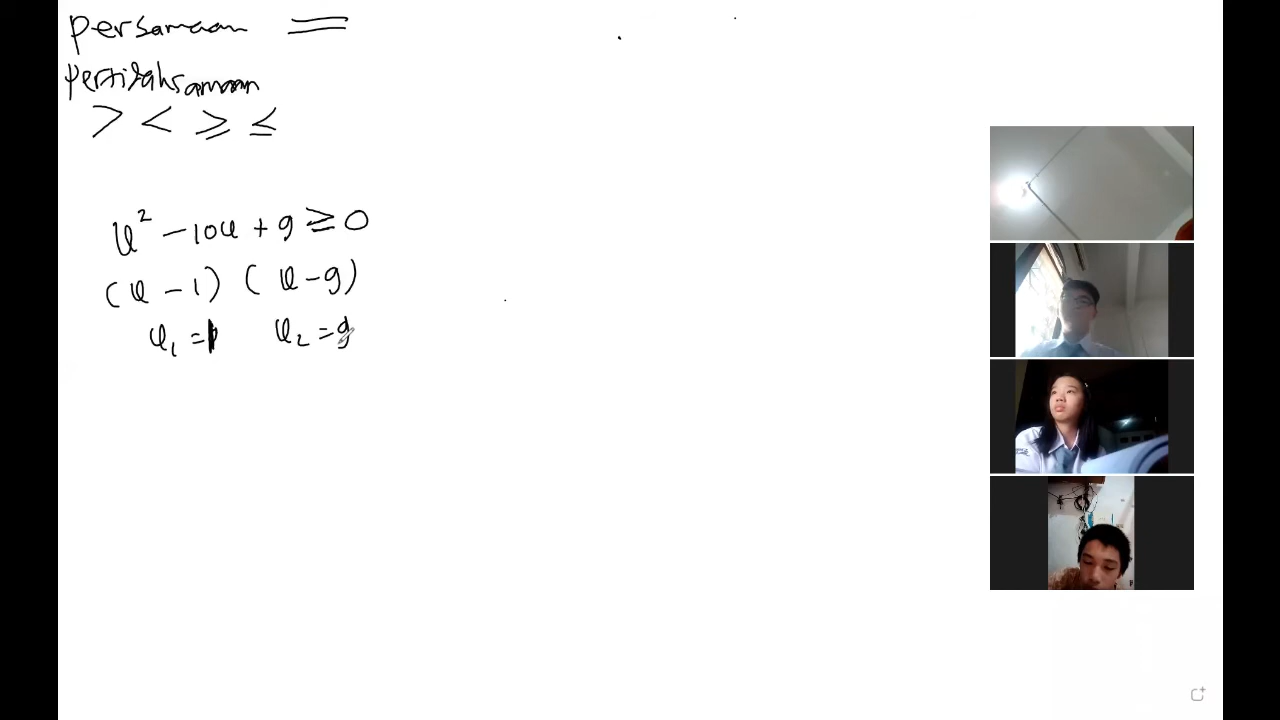 persamaan =
pertidaksamaan
> < ≥ ≤
u² - 10u + 9 ≥ 0
(u - 1) (u - 9)
u₁ = 1 u₂ = 9